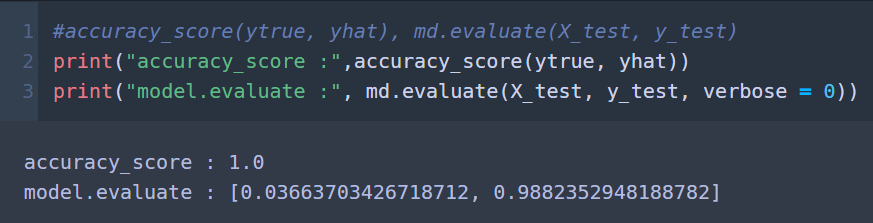 1 #accuracy_score(ytrue, yhat), md.evaluate(X_test, y_test)
2 print("accuracy_score :",accuracy_score(ytrue, yhat))
3 print("model.evaluate :", md.evaluate(X_test, y_test, verbose = 0))
accuracy_score : 1.0
model.evaluate : [0.03663703426718712, 0.9882352948188782]